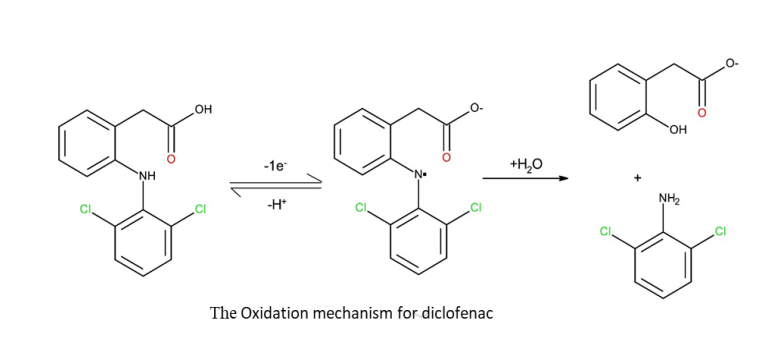 OH
O
NH
Cl
Cl
-1e-
-H+
O-
O
N•
Cl
Cl
+H2O
O-
O
OH
+
NH2
Cl
Cl
The Oxidation mechanism for diclofenac